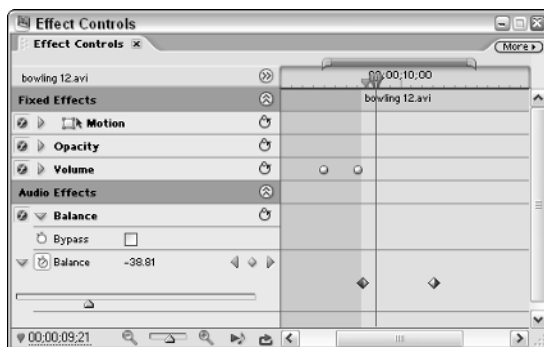 Effect Controls
Effect Controls
More
bowling 12.avi
00;00;10;00
Fixed Effects
bowling 12.avi
Motion
Opacity
Volume
Audio Effects
Balance
Bypass
Balance -38.81
00;00;09;21